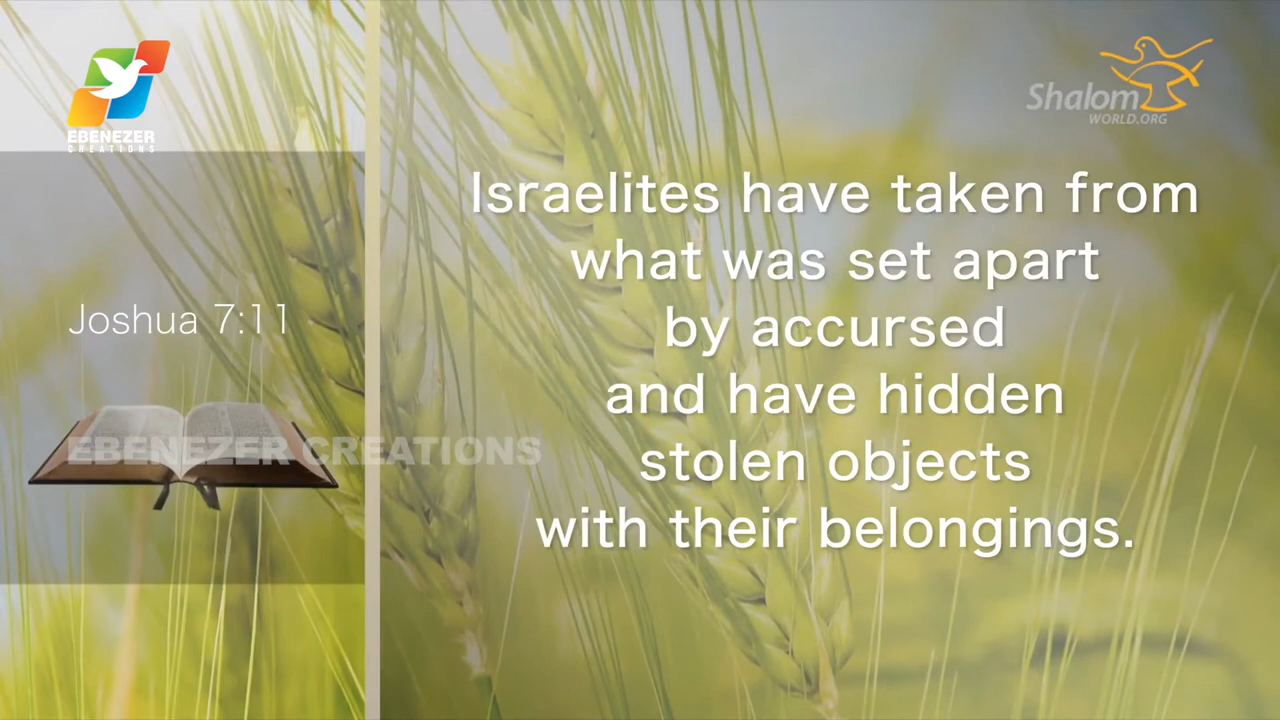 EBENEZER
CREATIONS
Shalom
WORLD.ORG
Joshua 7:11
EBENEZER CREATIONS
Israelites have taken from
what was set apart
by accursed
and have hidden
stolen objects
with their belongings.